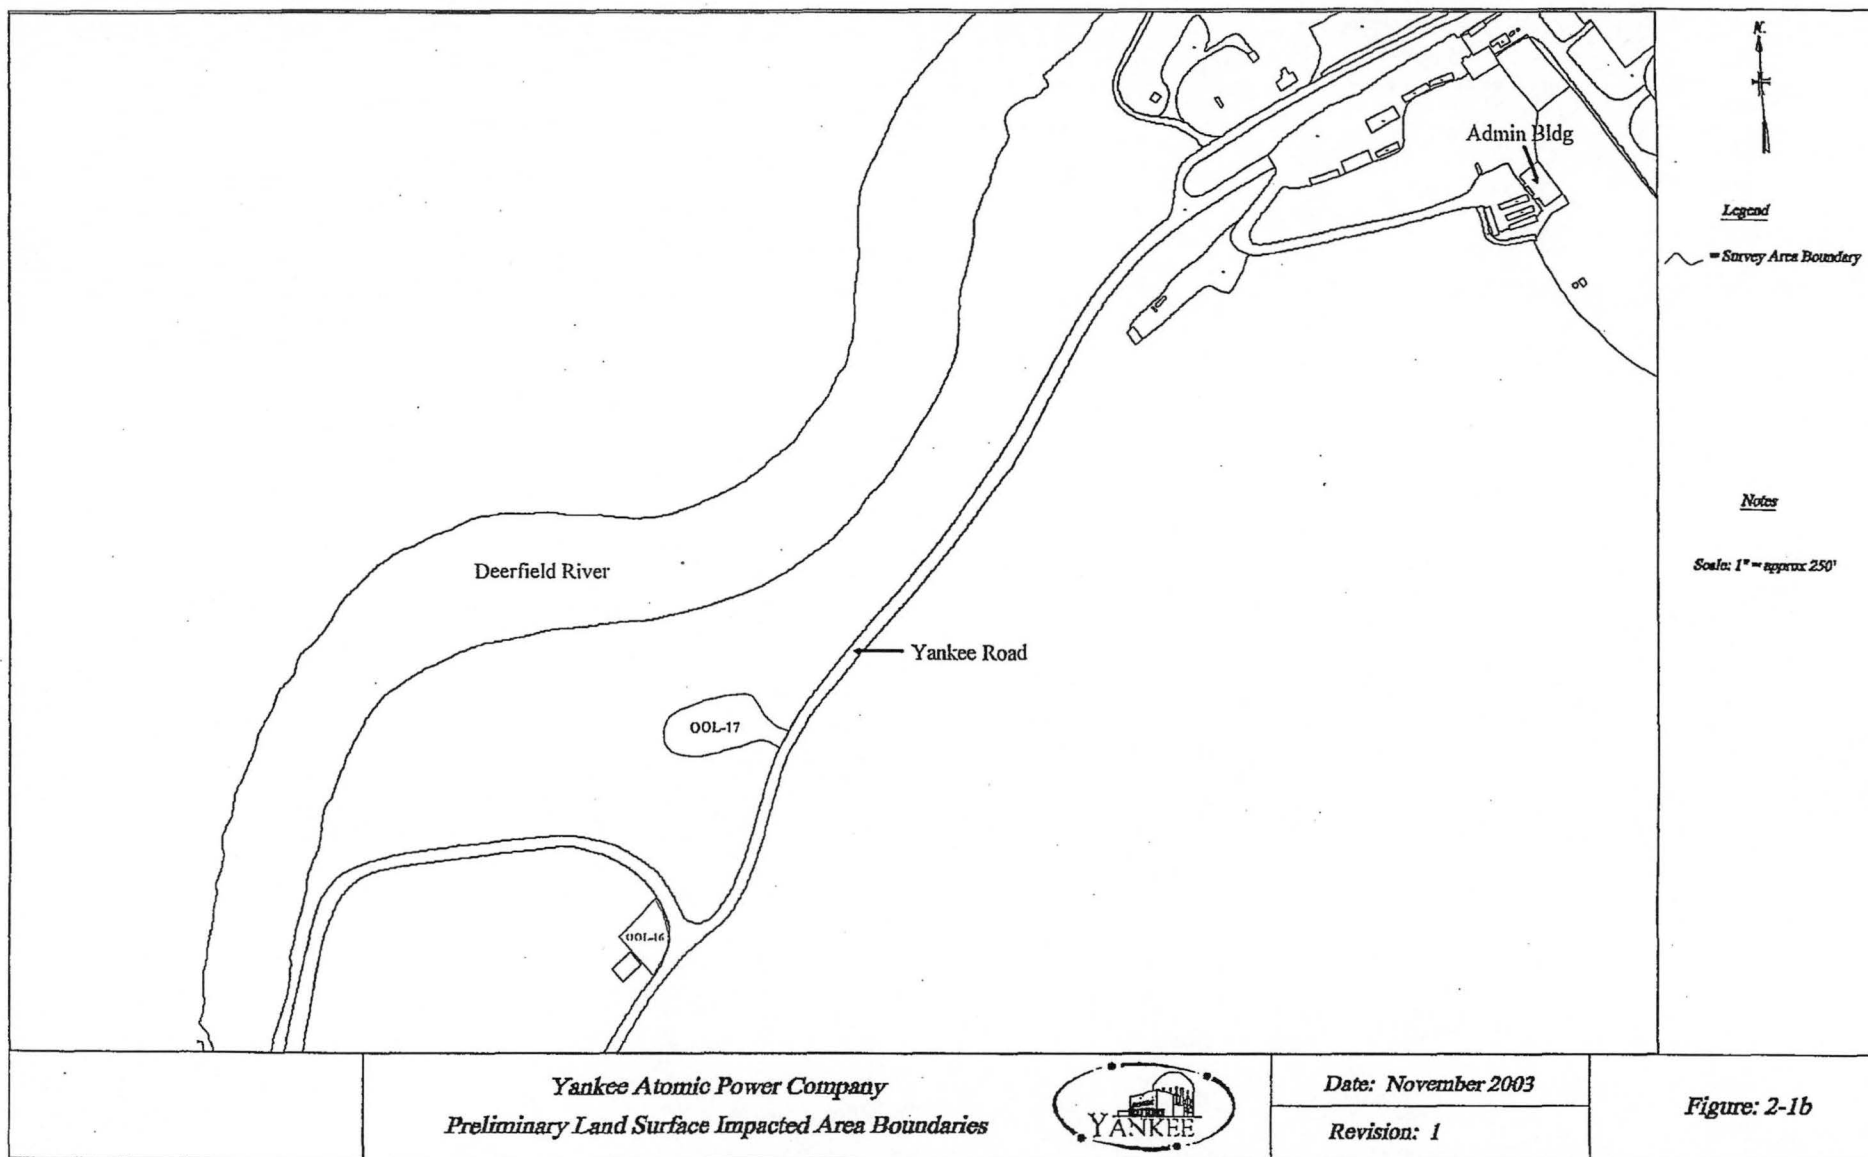 N.
Admin Bldg
Legend
= Survey Area Boundary
Notes
Scale: 1" = approx 250'
Deerfield River
Yankee Road
OOL-17
OOL-16
Yankee Atomic Power Company
Preliminary Land Surface Impacted Area Boundaries
YANKEE
Date: November 2003
Revision: 1
Figure: 2-1b